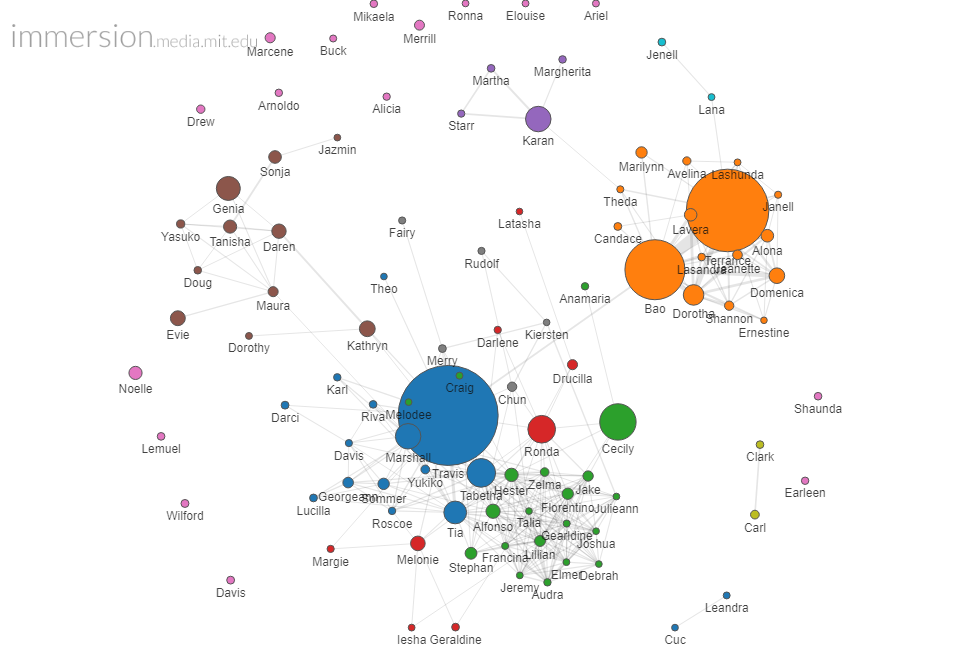 Mikaela
Ronna
Elouise
Ariel
immersion.media.mit.edu
Marcene
Buck
Merrill
Jenell
Martha
Margherita
Arnoldo
Alicia
Lana
Drew
Starr
Karan
Jazmin
Sonja
Marilynn
Avelina
Lashunda
Genia
Theda
Janell
Yasuko
Tanisha
Daren
Fairy
Latasha
Candace
Lavera
Alona
Rudolf
Terrance
Lasandra
Jeanette
Doug
Theo
Anamaria
Domenica
Maura
Bao
Dorotha
Shannon
Ernestine
Evie
Dorothy
Kathryn
Darlene
Kiersten
Merry
Noelle
Karl
Craig
Drucilla
Chun
Shaunda
Darci
Riva
Melodee
Lemuel
Davis
Marshall
Ronda
Cecily
Clark
Travis
Yukiko
Tabetha
Hester
Zelma
Jake
Earleen
Georgeann
Sommer
Lucilla
Fiorentino
Julieann
Wilford
Roscoe
Tia
Alfonso
Talia
Carl
Gearldine
Joshua
Margie
Melonie
Stephan
Francina
Lillian
Elmer
Debrah
Davis
Jeremy
Audra
Leandra
Iesha
Geraldine
Cuc